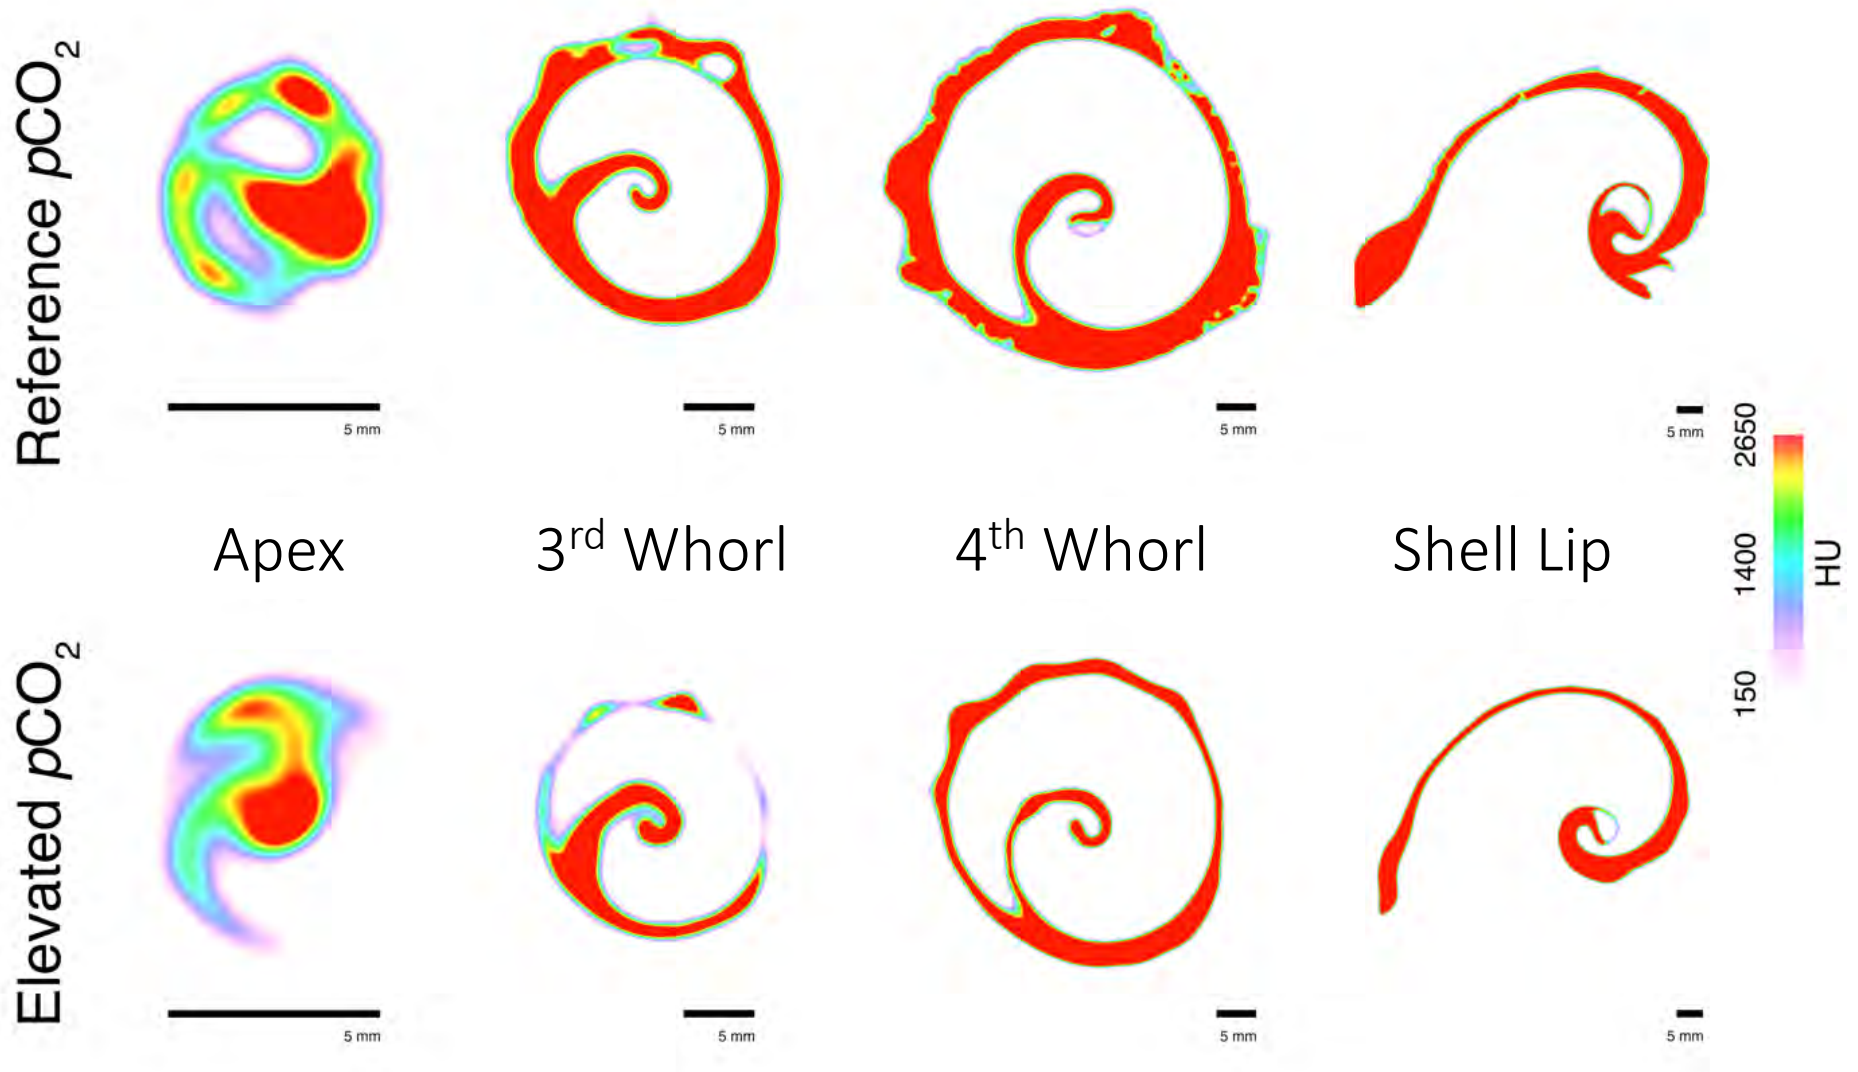 Reference pCO₂
5 mm
5 mm
5 mm
5 mm
Apex
3ʳᵈ Whorl
4ᵗʰ Whorl
Shell Lip
2650
1400
150
HU
Elevated pCO₂
5 mm
5 mm
5 mm
5 mm